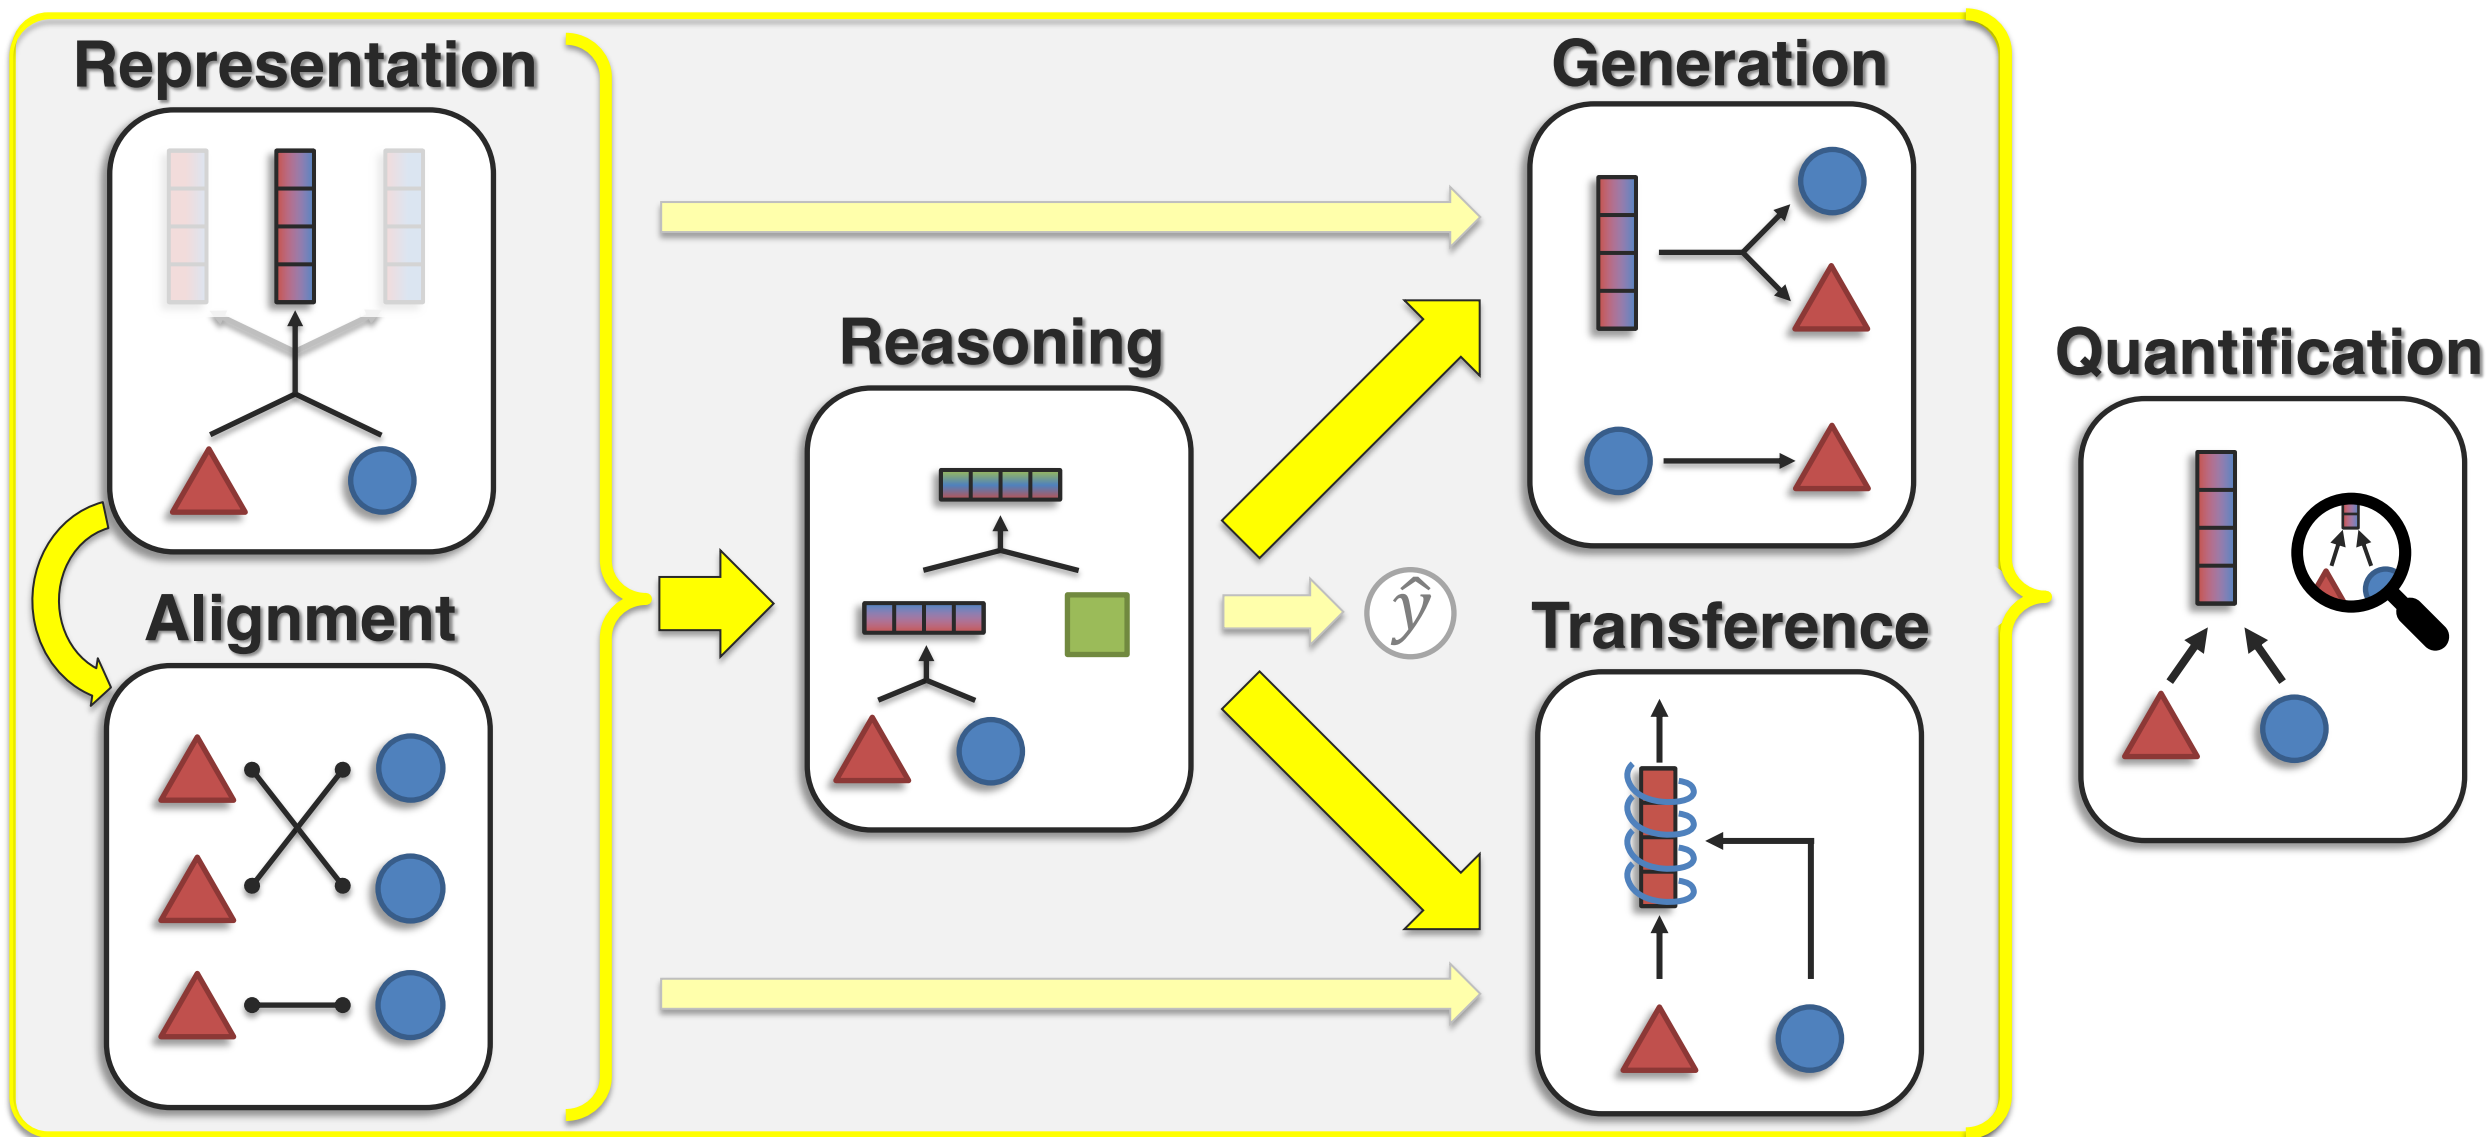 Representation
Generation
Reasoning
Quantification
Alignment
ŷ
Transference